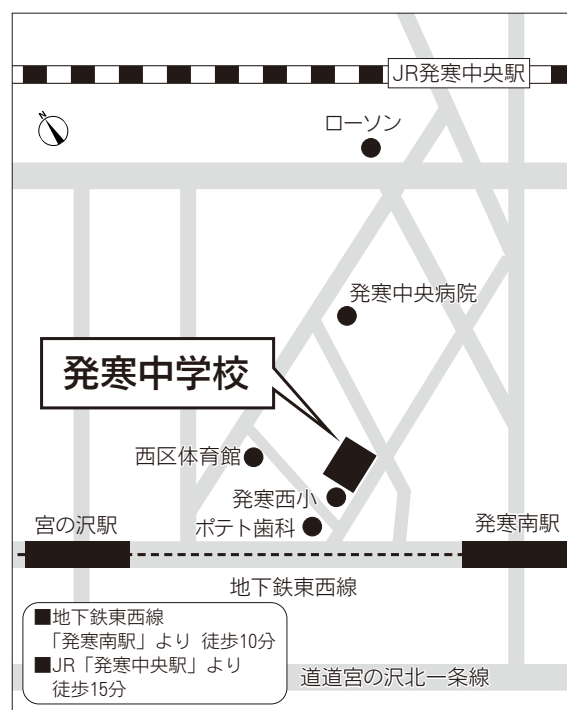 JR発寒中央駅
N
ローソン
発寒中央病院
発寒中学校
西区体育館
発寒西小
宮の沢駅
ポテト歯科
発寒南駅
地下鉄東西線
■地下鉄東西線
「発寒南駅」より 徒歩10分
■JR「発寒中央駅」より
徒歩15分
道道宮の沢北一条線